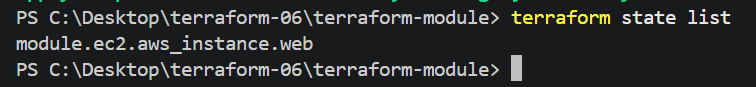 PS C:\Desktop\terraform-06\terraform-module> terraform state list
module.ec2.aws_instance.web
PS C:\Desktop\terraform-06\terraform-module>